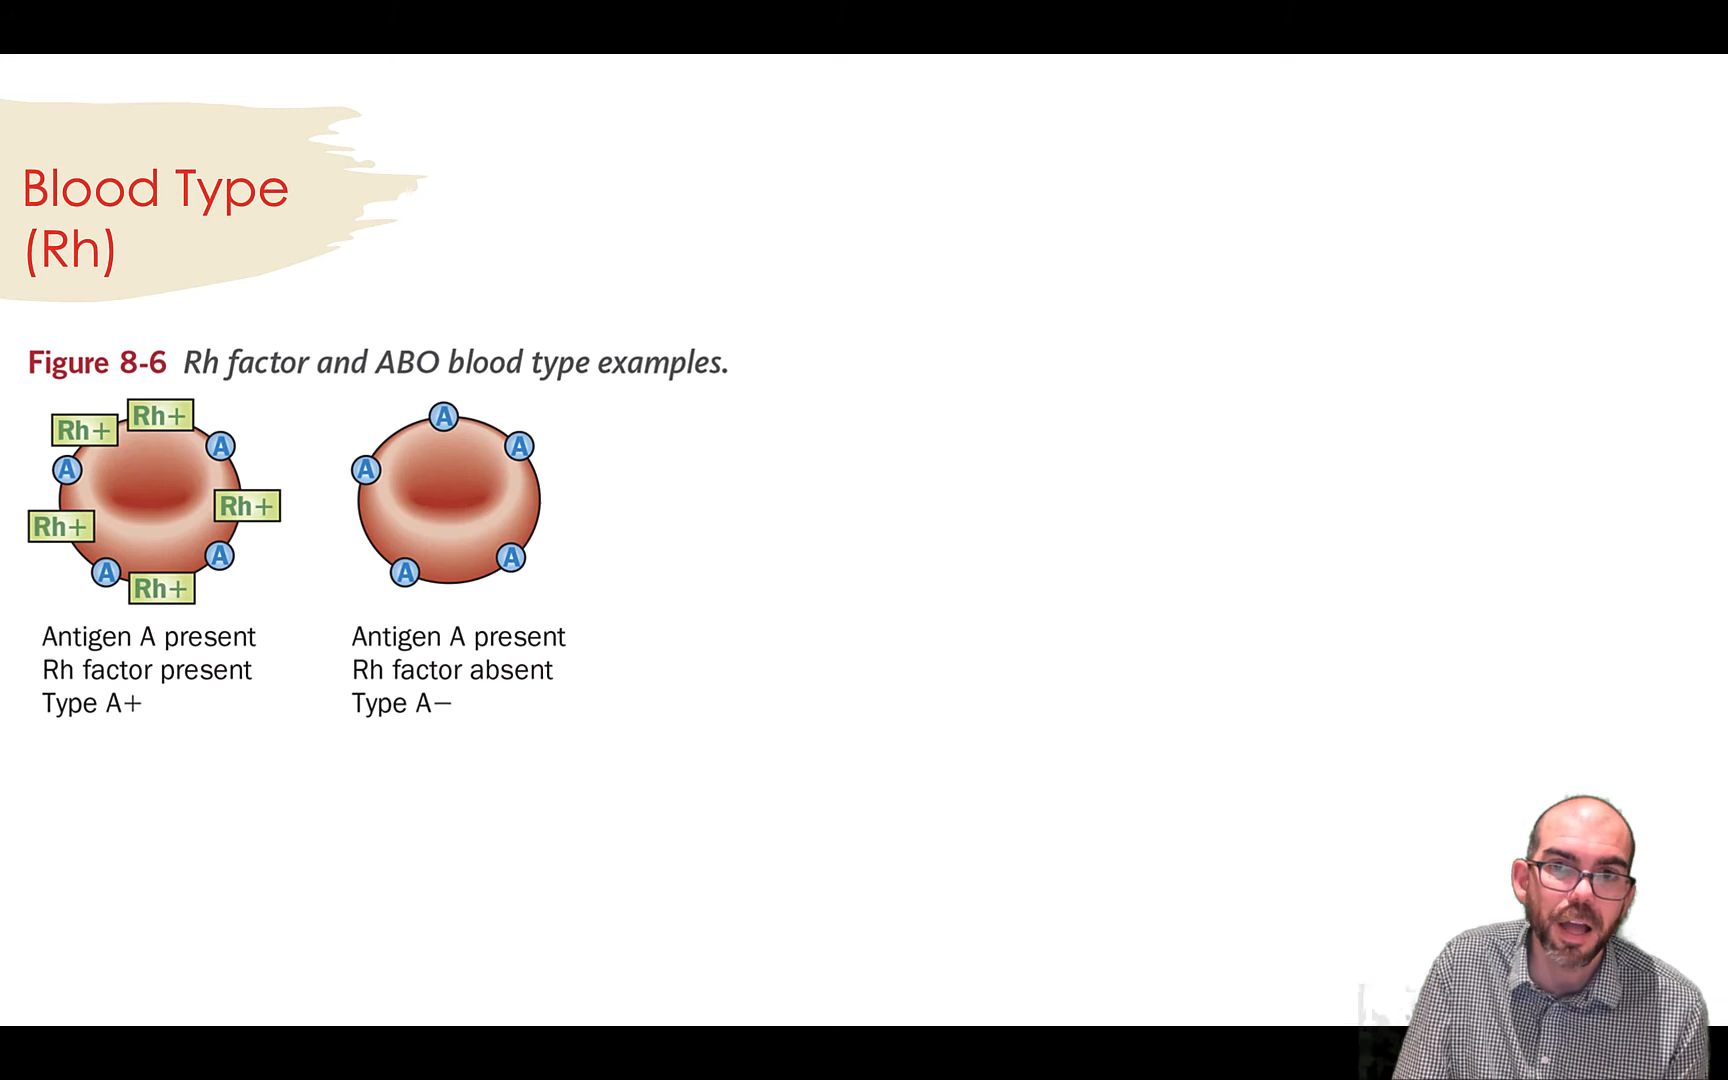 Blood Type
(Rh)
Figure 8-6 Rh factor and ABO blood type examples.
Rh+
Rh+
A
A
Rh+
Rh+
A
A
Rh+
A
A
A
A
A
Antigen A present
Rh factor present
Type A+
Antigen A present
Rh factor absent
Type A−